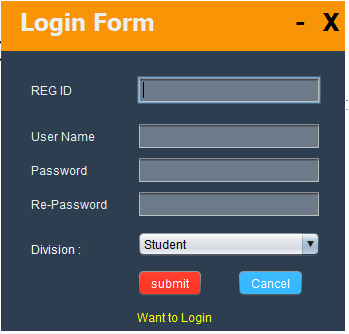 Login Form - X
REG ID
User Name
Password
Re-Password
Division : Student
submit Cancel
Want to Login